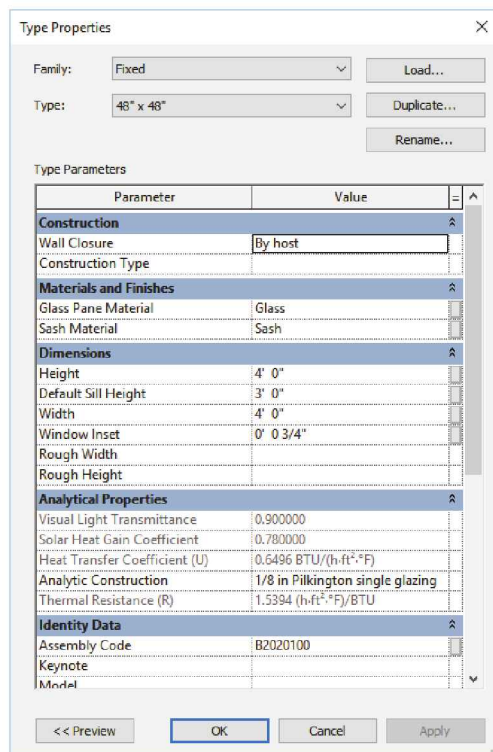 Type Properties
Family: Fixed Load...
Type: 48" x 48" Duplicate...
Rename...
Type Parameters
Parameter Value =
Construction
Wall Closure By host
Construction Type
Materials and Finishes
Glass Pane Material Glass
Sash Material Sash
Dimensions
Height 4' 0"
Default Sill Height 3' 0"
Width 4' 0"
Window Inset 0' 0 3/4"
Rough Width
Rough Height
Analytical Properties
Visual Light Transmittance 0.900000
Solar Heat Gain Coefficient 0.780000
Heat Transfer Coefficient (U) 0.6496 BTU/(h·ft²·°F)
Analytic Construction 1/8 in Pilkington single glazing
Thermal Resistance (R) 1.5394 (h·ft²·°F)/BTU
Identity Data
Assembly Code B2020100
Keynote
Model
<< Preview OK Cancel Apply